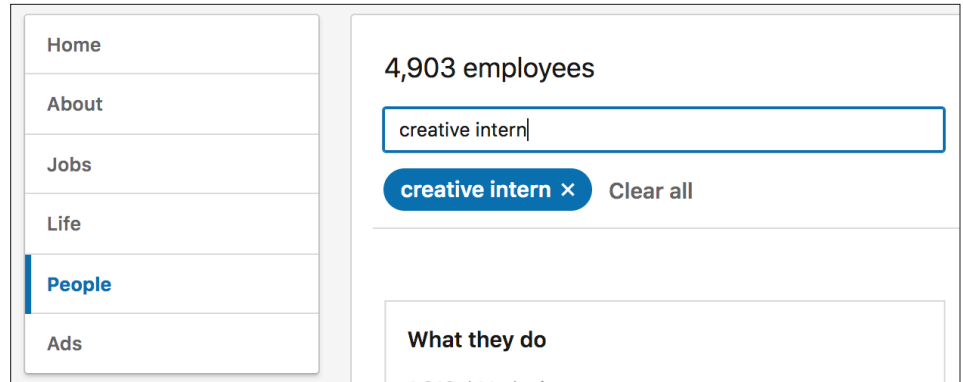 Home
About
Jobs
Life
People
Ads
4,903 employees
creative intern
creative intern × Clear all
What they do